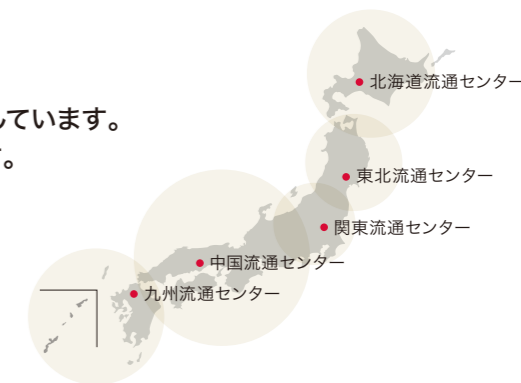 しています。
す。
北海道流通センター
東北流通センター
関東流通センター
中国流通センター
九州流通センター